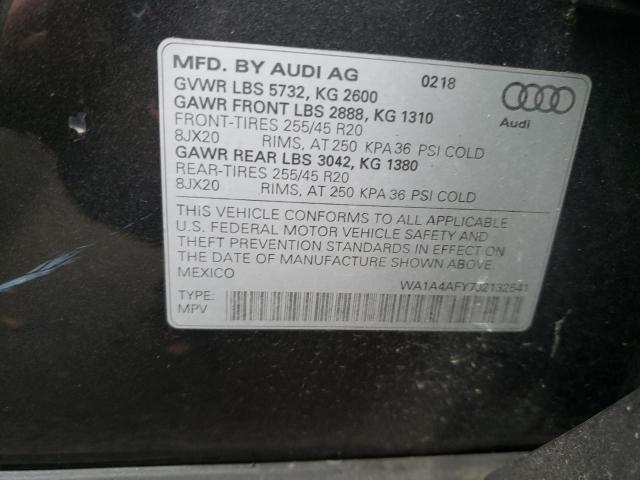 MFD. BY AUDI AG 0218
GVWR LBS 5732, KG 2600
GAWR FRONT LBS 2888, KG 1310
FRONT-TIRES 255/45 R20
8JX20 RIMS, AT 250 KPA 36 PSI COLD
GAWR REAR LBS 3042, KG 1380
REAR-TIRES 255/45 R20
8JX20 RIMS, AT 250 KPA 36 PSI COLD
Audi
THIS VEHICLE CONFORMS TO ALL APPLICABLE
U.S. FEDERAL MOTOR VEHICLE SAFETY AND
THEFT PREVENTION STANDARDS IN EFFECT ON
THE DATE OF MANUFACTURE SHOWN ABOVE
MEXICO
WA1A4AFY7J2132541
TYPE:
MPV